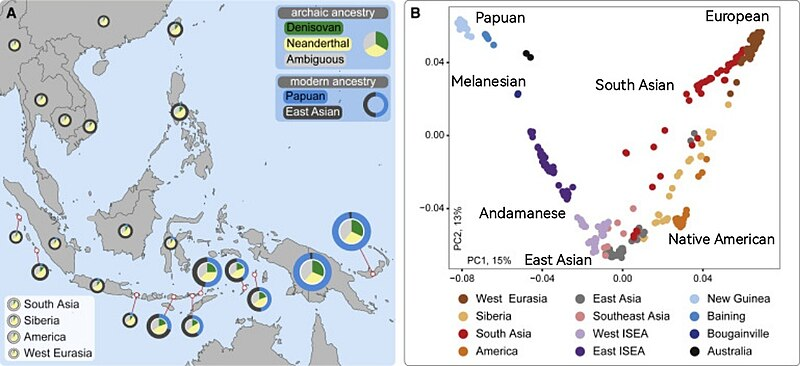 A
archaic ancestry
Denisovan
Neanderthal
Ambiguous
modern ancestry
Papuan
East Asian
South Asia
Siberia
America
West Eurasia
B
Papuan
European
South Asian
Melanesian
Andamanese
East Asian
Native American
0.04
0.00
−0.04
PC2, 13%
PC1, 15%
−0.08
−0.04
0.00
0.04
West Eurasia
Siberia
South Asia
America
East Asia
Southeast Asia
West ISEA
East ISEA
New Guinea
Baining
Bougainville
Australia